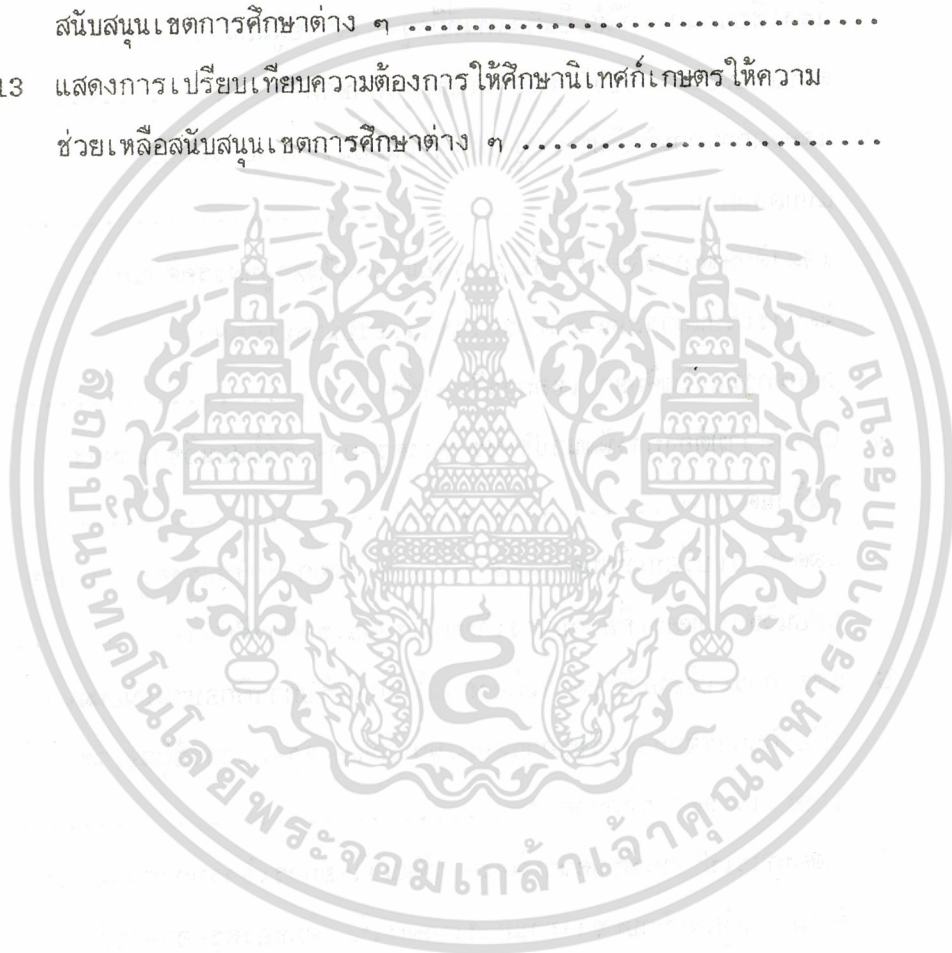 สนับสนุนเขตการศึกษาต่าง ๆ ................................
13 แสดงการเปรียบเทียบความต้องการให้ศึกษานิเทศก์เกษตรให้ความ
ช่วยเหลือสนับสนุนเขตการศึกษาต่าง ๆ ........................
สถาบันเทคโนโลยีพระจอมเกล้าเจ้าคุณทหารลาดกระบัง